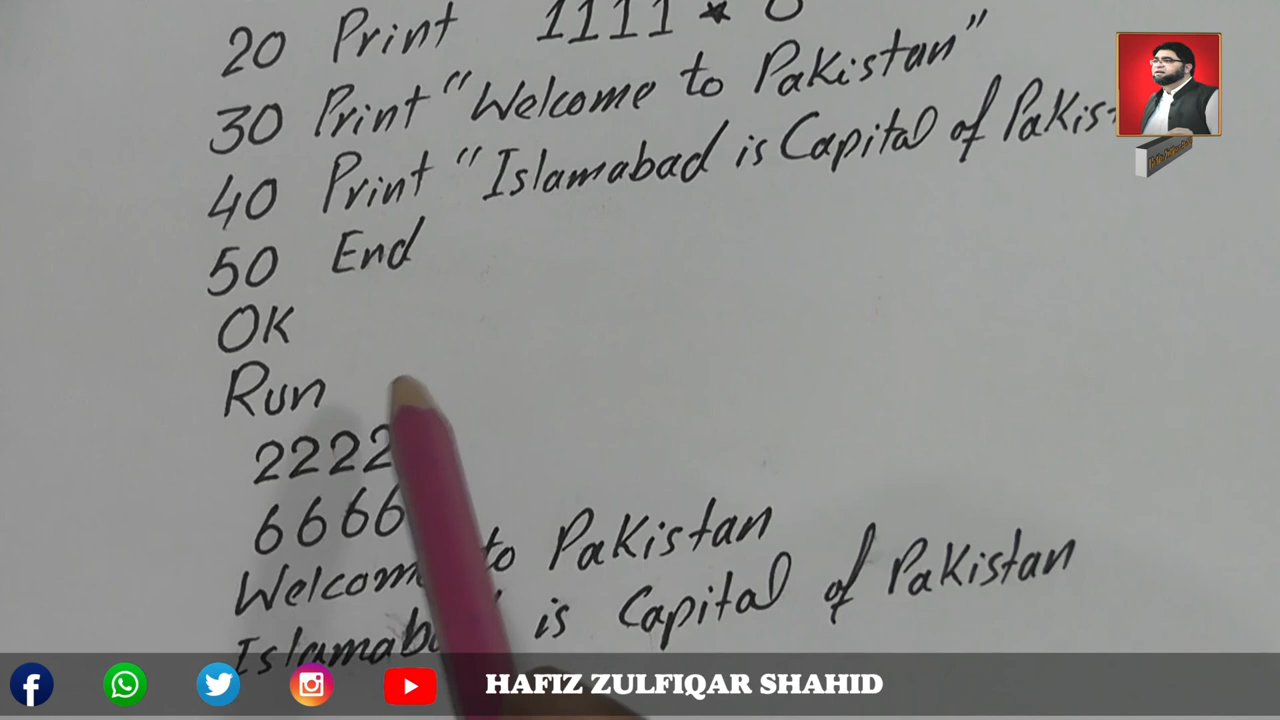 20 Print 1111 *
30 Print "Welcome to Pakistan"
40 Print "Islamabad is Capital of Pakis
50 End
OK
Run
2222
6666
Welcom to Pakistan
Islamab is Capital of Pakistan
HAFIZ ZULFIQAR SHAHID